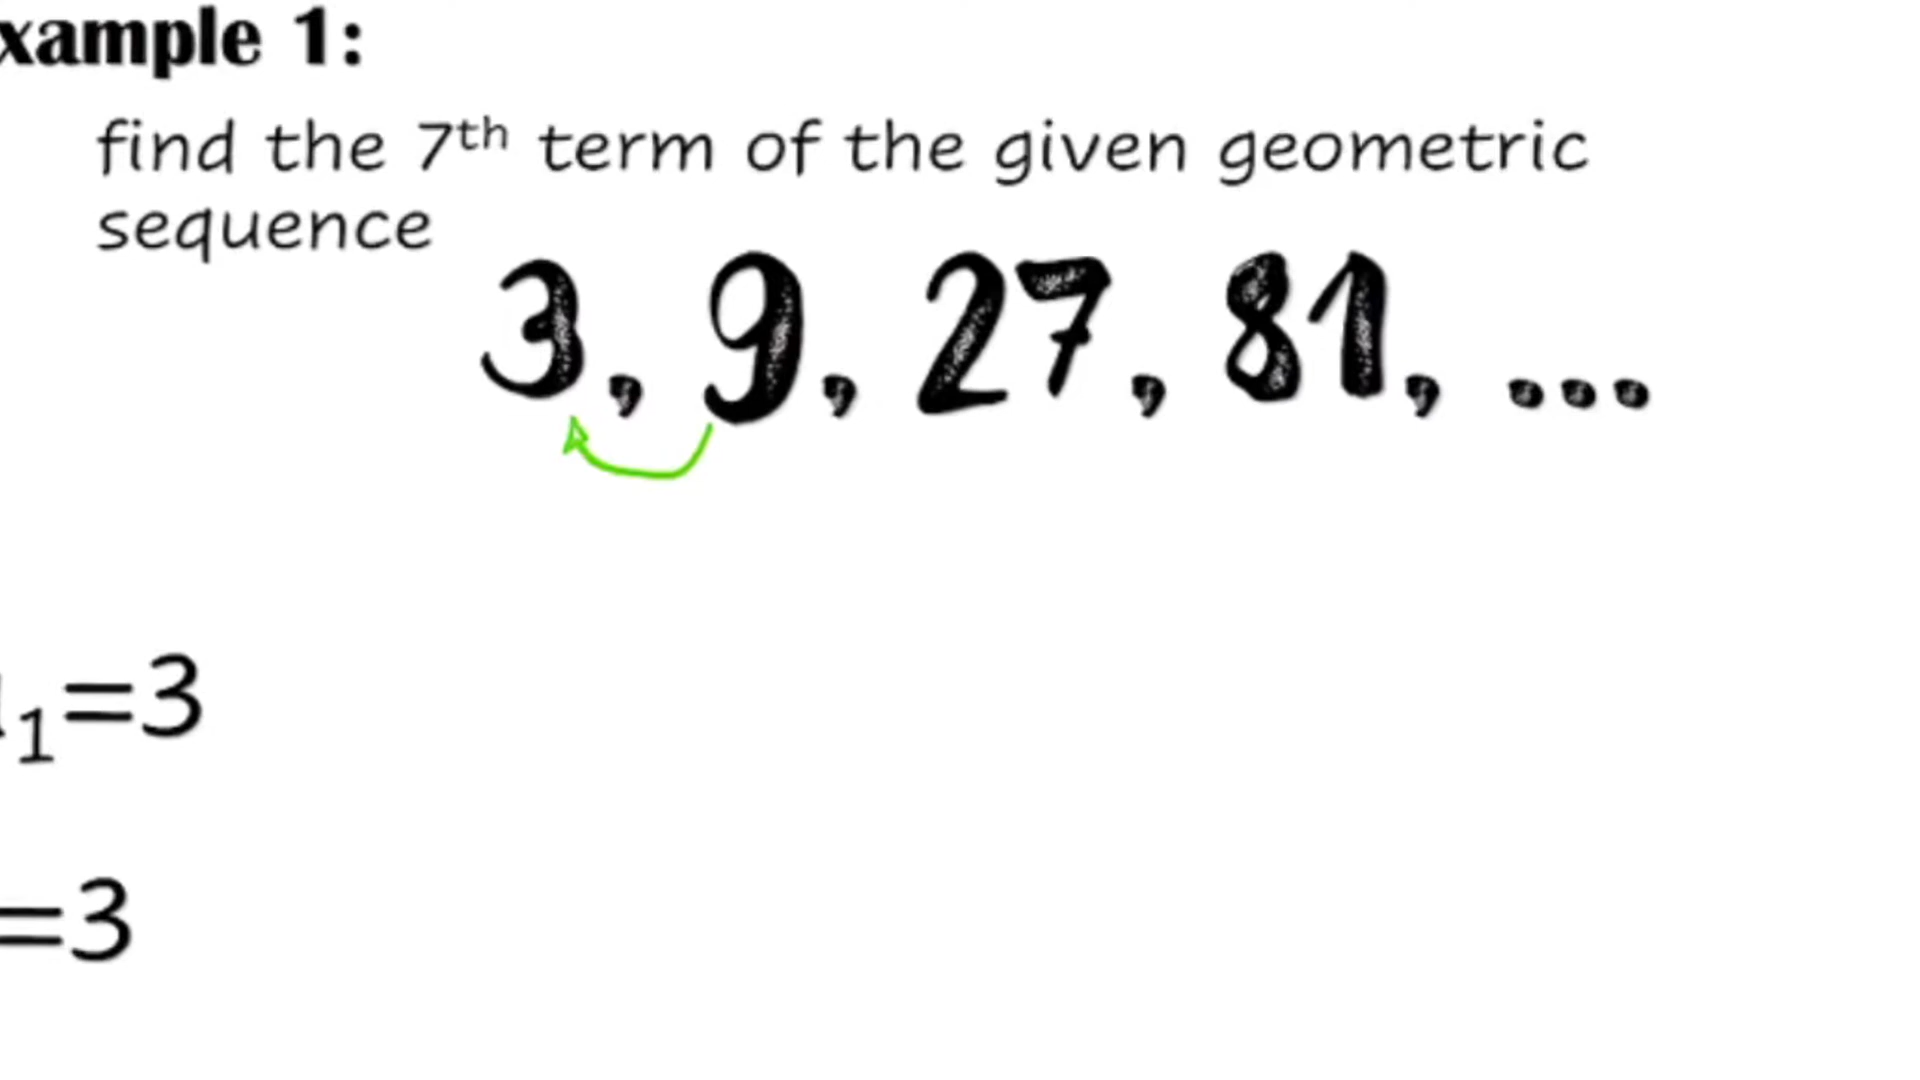 xample 1:
find the 7th term of the given geometric
sequence
3, 9, 27, 81, ...
1=3
=3